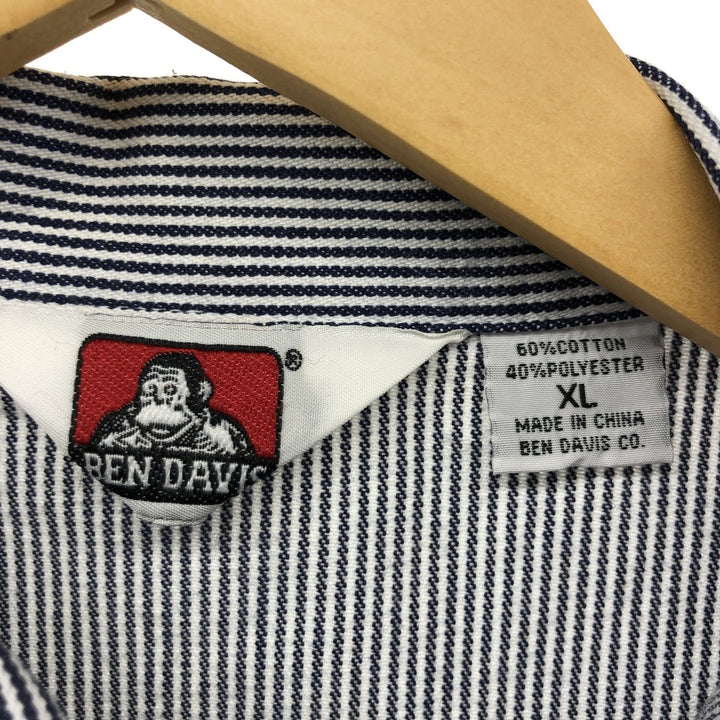 ®
BEN DAVIS
60%COTTON
40%POLYESTER
XL
MADE IN CHINA
BEN DAVIS CO.